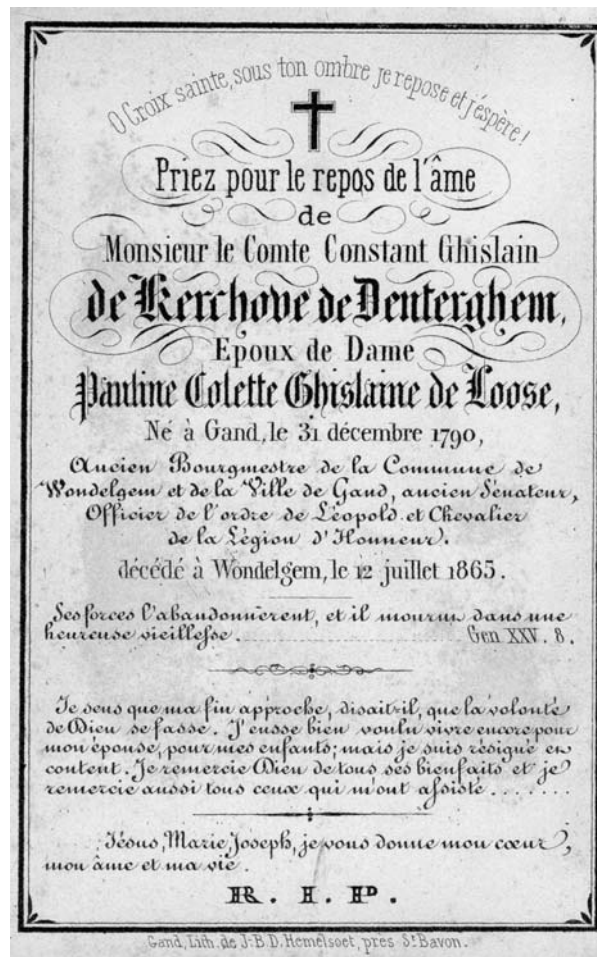 O Croix sainte, sous ton ombre je repose et j'espère!
Priez pour le repos de l'âme
de
Monsieur le Comte Constant Ghislain
de Kerchove de Denterghem,
Epoux de Dame
Pauline Colette Ghislaine de Loose,
Né à Gand, le 31 décembre 1790,
Ancien Bourgmestre de la Commune de
Wondelgem et de la Ville de Gand, ancien Sénateur,
Officier de l'ordre de Léopold et Chevalier
de la Légion d'Honneur.
décédé à Wondelgem, le 12 juillet 1865.
Ses forces l'abandonnèrent, et il mourut dans une
heureuse vieillesse. Gen XXV. 8.
Je sens que ma fin approche, disait-il, que la volonté
de Dieu se fasse. J'eusse bien voulu vivre encore pour
mon épouse, pour mes enfants; mais je suis résigné en
content. Je remercie Dieu de tous ses bienfaits et je
remercie aussi tous ceux qui m'ont assisté.......
Jésus, Marie, Joseph, je vous donne mon cœur,
mon âme et ma vie.
R. I. P.
Gand, Lith. de J-B.D. Hemelsoet, près St Bavon.